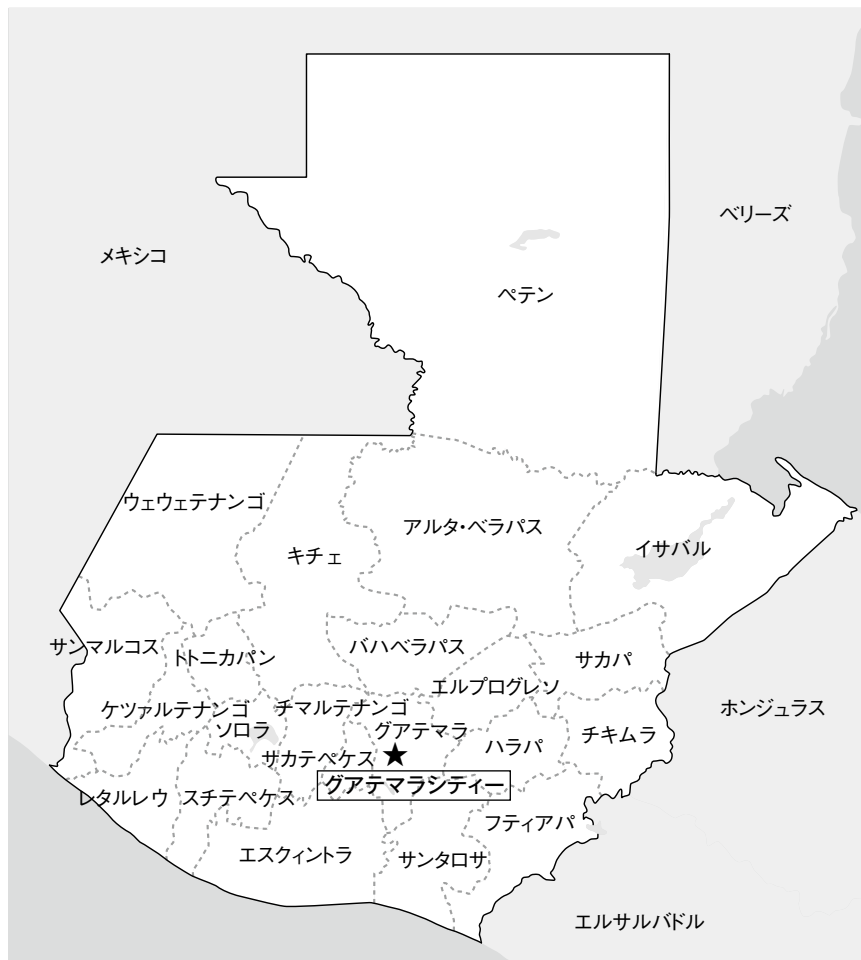 ベリーズ
メキシコ
ペテン
ウェウェテナンゴ
アルタ・ベラパス
イサバル
キチェ
サンマルコス
トトニカパン
バハベラパス
サカパ
エルプログレソ
ケツァルテナンゴ
チマルテナンゴ
ホンジュラス
ソロラ
グアテマラ
チキムラ
ハラパ
サカテペケス
グアテマラシティー
レタルレウ
スチテペケス
フティアパ
エスクィントラ
サンタロサ
エルサルバドル